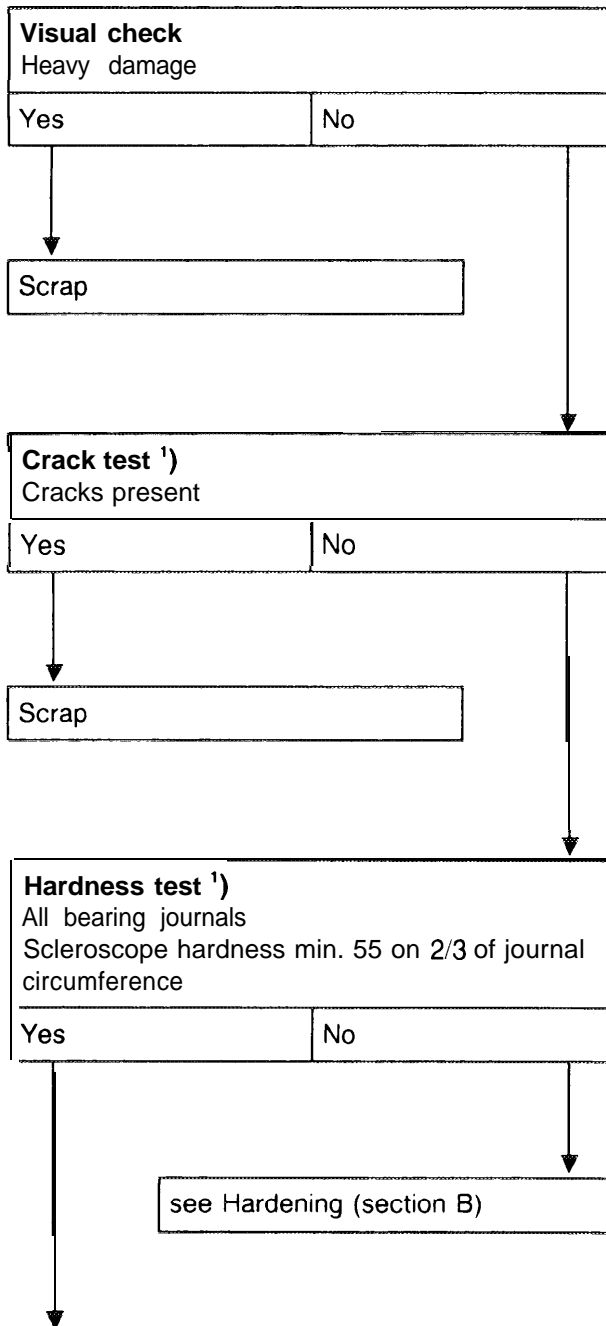 Visual check
Heavy damage
Yes
No
Scrap
Crack test ¹)
Cracks present
Yes
No
Scrap
Hardness test ¹)
All bearing journals
Scleroscope hardness min. 55 on 2/3 of journal
circumference
Yes
No
see Hardening (section B)